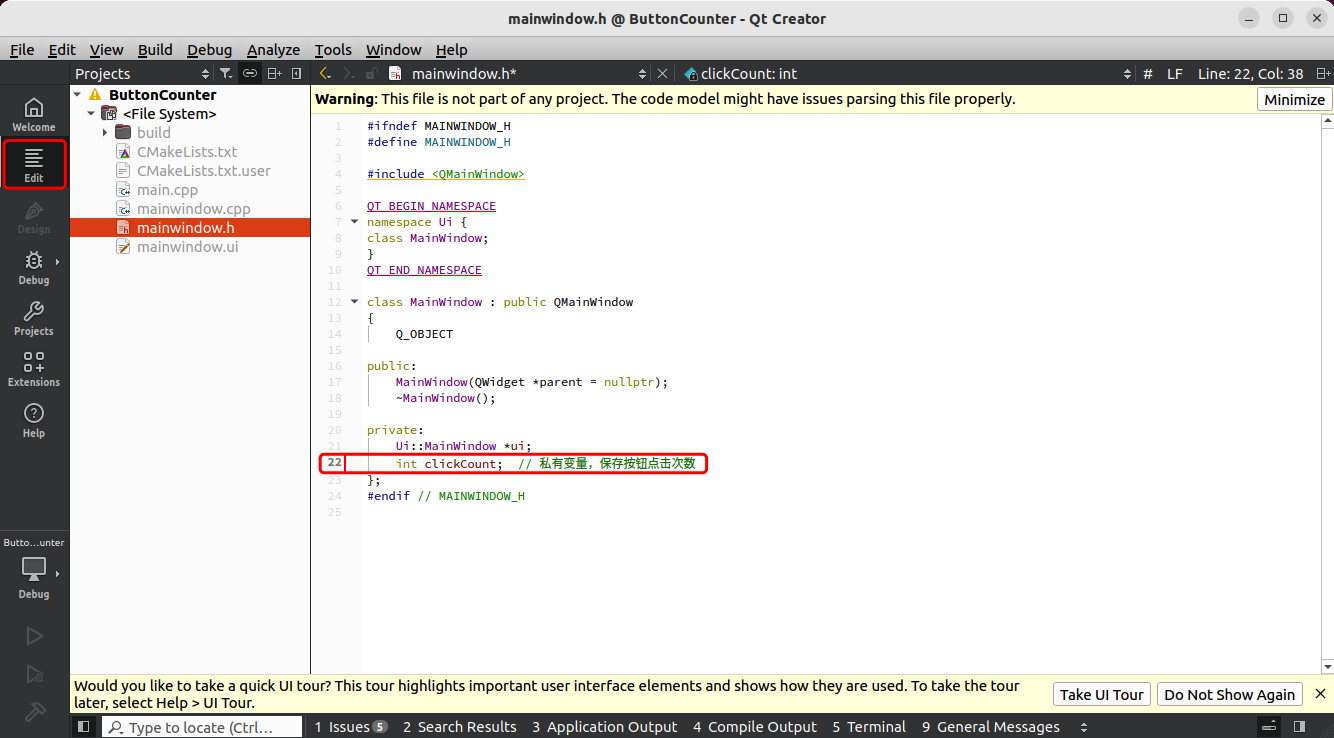 mainwindow.h @ ButtonCounter - Qt Creator
File Edit View Build Debug Analyze Tools Window Help
Projects
mainwindow.h*
clickCount: int
# LF Line: 22, Col: 38
Welcome
Edit
Design
Debug
Projects
Extensions
Help
Butto...unter
Debug
ButtonCounter
<File System>
build
CMakeLists.txt
CMakeLists.txt.user
main.cpp
mainwindow.cpp
mainwindow.h
mainwindow.ui
Warning: This file is not part of any project. The code model might have issues parsing this file properly.
Minimize
1 #ifndef MAINWINDOW_H
2 #define MAINWINDOW_H
3
4 #include <QMainWindow>
5
6 QT_BEGIN_NAMESPACE
7 namespace Ui {
8 class MainWindow;
9 }
10 QT_END_NAMESPACE
11
12 class MainWindow : public QMainWindow
13 {
14 Q_OBJECT
15
16 public:
17 MainWindow(QWidget *parent = nullptr);
18 ~MainWindow();
19
20 private:
21 Ui::MainWindow *ui;
22 int clickCount; // 私有变量，保存按钮点击次数
23 };
24 #endif // MAINWINDOW_H
25
Would you like to take a quick UI tour? This tour highlights important user interface elements and shows how they are used. To take the tour
later, select Help > UI Tour.
Take UI Tour
Do Not Show Again
Type to locate (Ctrl...
1 Issues 5 2 Search Results 3 Application Output 4 Compile Output 5 Terminal 9 General Messages